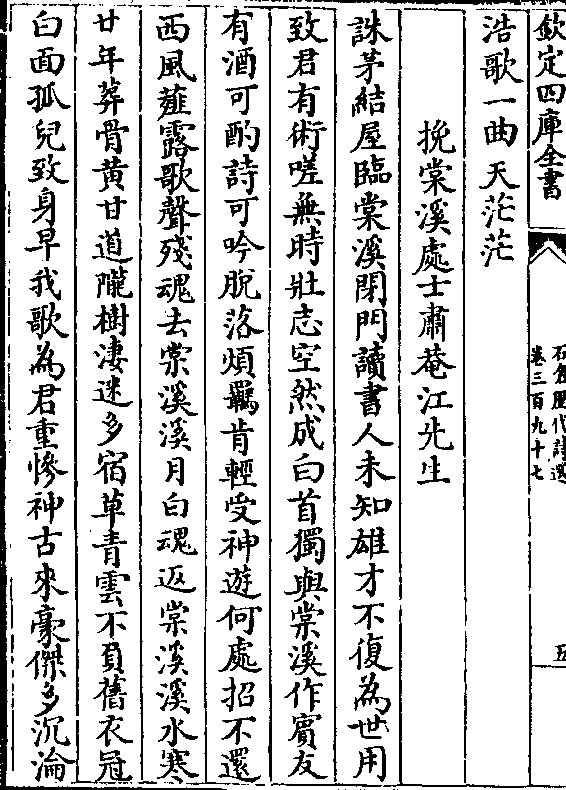 欽定四庫全書
石倉歷代詩選
卷三百九十七
五
浩歌一曲天茫茫
挽棠溪處士肅菴江先生
誅茅結屋臨棠溪閉門讀書人未知雄才不復為世用
致君有術嗟無時壯志空然成白首獨與棠溪作賓友
有酒可酌詩可吟脫落煩羈肯輕受神遊何處招不還
西風薤露歌聲殘魂去棠溪溪月白魂返棠溪溪水寒
廿年葬骨黄甘道隴樹凄迷多宿草青雲不負舊衣冠
白面孤兒致身早我歌為君重慘神古來豪傑多沉淪